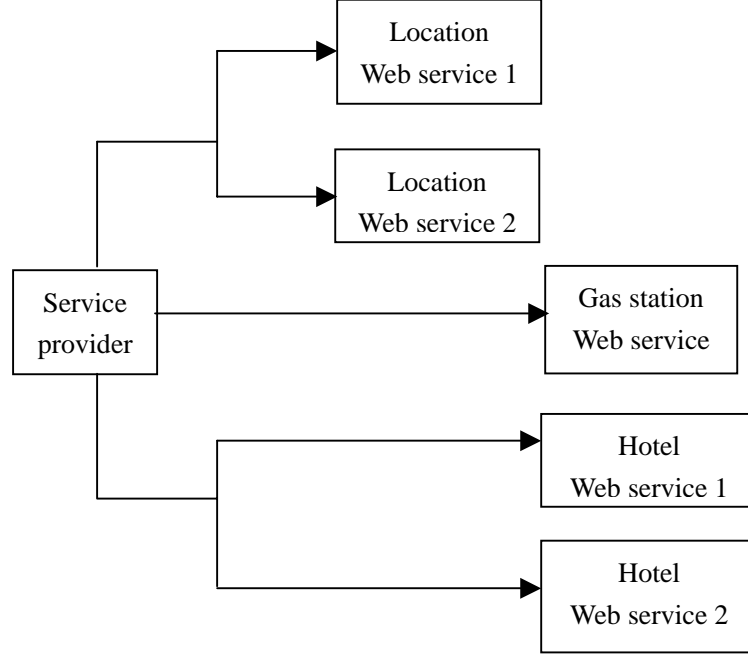 Location
Web service 1
Location
Web service 2
Service
provider
Gas station
Web service
Hotel
Web service 1
Hotel
Web service 2